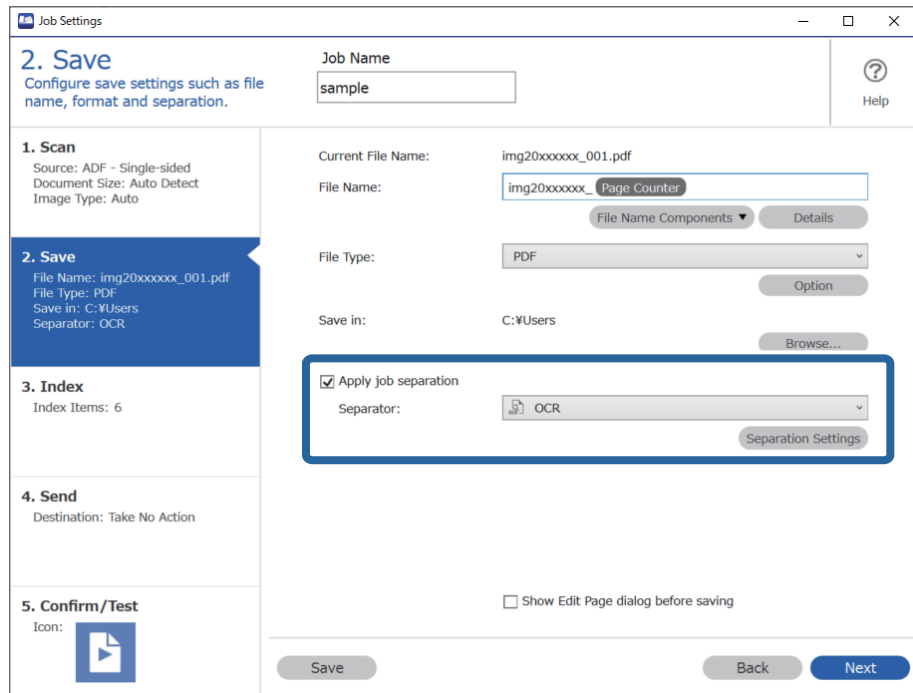 Job Settings
2. Save
Configure save settings such as file
name, format and separation.
Job Name
sample
Help
1. Scan
Source: ADF - Single-sided
Document Size: Auto Detect
Image Type: Auto
2. Save
File Name: img20xxxxxx_001.pdf
File Type: PDF
Save in: C:¥Users
Separator: OCR
3. Index
Index Items: 6
4. Send
Destination: Take No Action
5. Confirm/Test
Icon:
Current File Name: img20xxxxxx_001.pdf
File Name: img20xxxxxx_ Page Counter
File Name Components ▼ Details
File Type: PDF
Option
Save in: C:¥Users
Browse...
Apply job separation
Separator: OCR
Separation Settings
Show Edit Page dialog before saving
Save Back Next